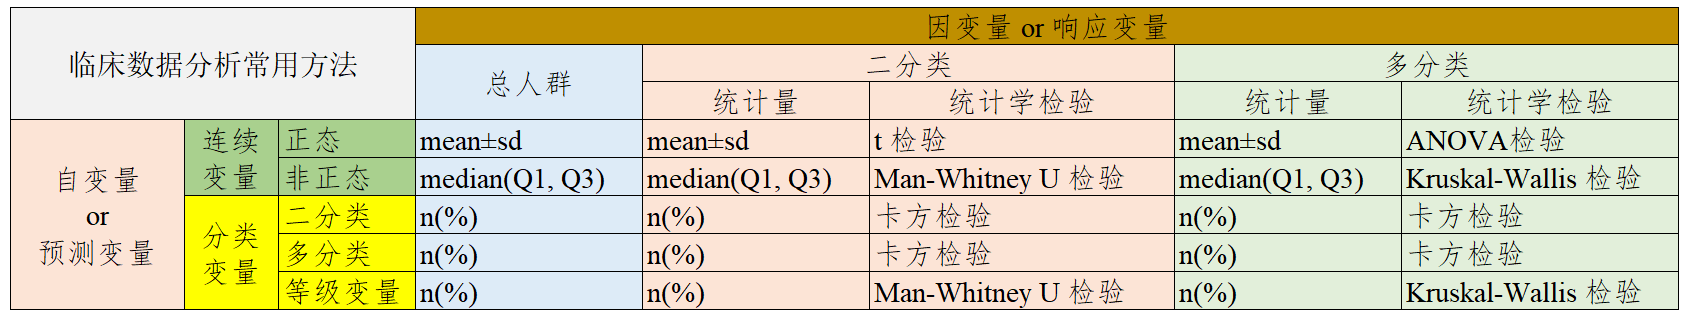 临床数据分析常用方法
因变量 or 响应变量
总人群
二分类
多分类
统计量
统计学检验
统计量
统计学检验
自变量
or
预测变量
连续
变量
正态
mean±sd
mean±sd
t 检验
mean±sd
ANOVA检验
非正态
median(Q1, Q3)
median(Q1, Q3)
Man-Whitney U 检验
median(Q1, Q3)
Kruskal-Wallis 检验
分类
变量
二分类
n(%)
n(%)
卡方检验
n(%)
卡方检验
多分类
n(%)
n(%)
卡方检验
n(%)
卡方检验
等级变量
n(%)
n(%)
Man-Whitney U 检验
n(%)
Kruskal-Wallis 检验